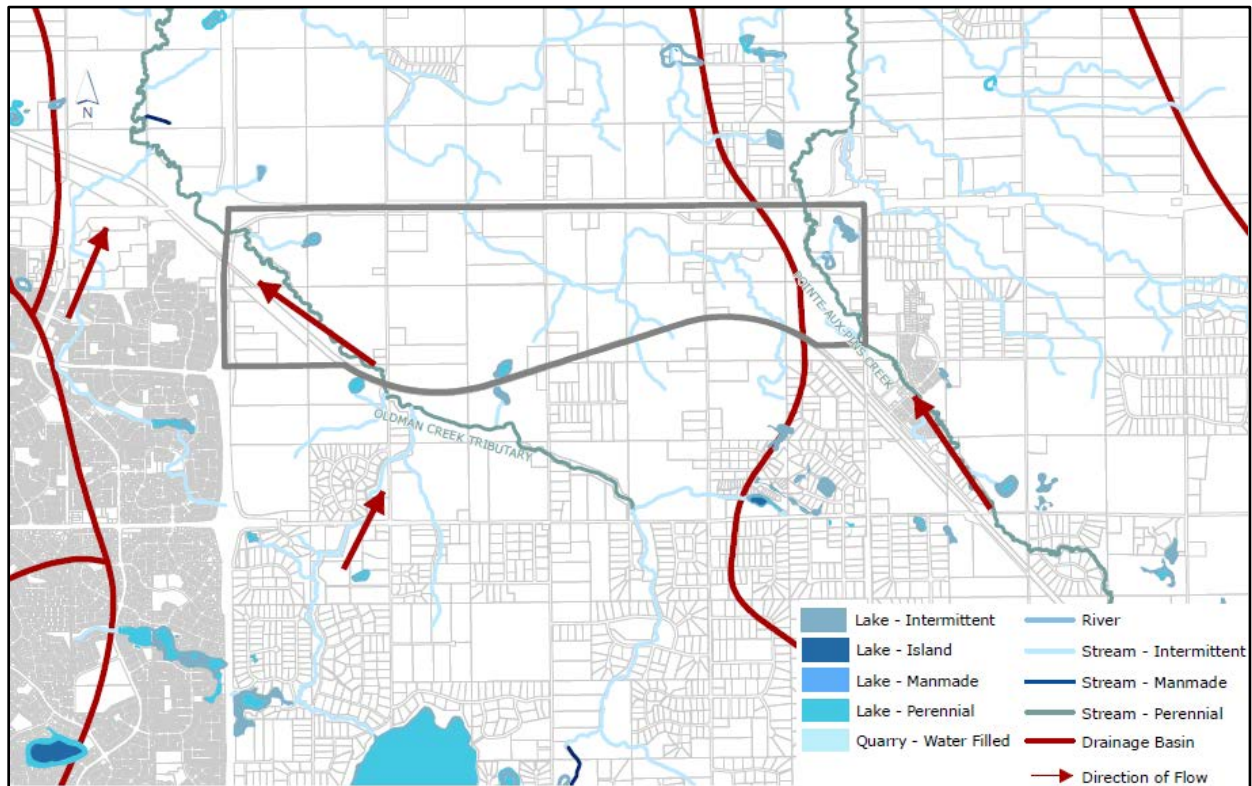 N
POINTE-AUX-PINS CREEK
OLDMAN CREEK TRIBUTARY
Lake - Intermittent
Lake - Island
Lake - Manmade
Lake - Perennial
Quarry - Water Filled
River
Stream - Intermittent
Stream - Manmade
Stream - Perennial
Drainage Basin
Direction of Flow